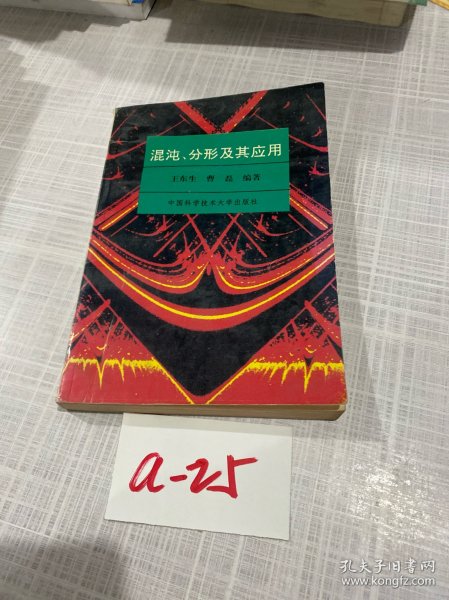 混沌、分形及其应用
王东生 曹磊 编著
中国科学技术大学出版社
a-25
孔夫子旧书网
www.kongfz.com